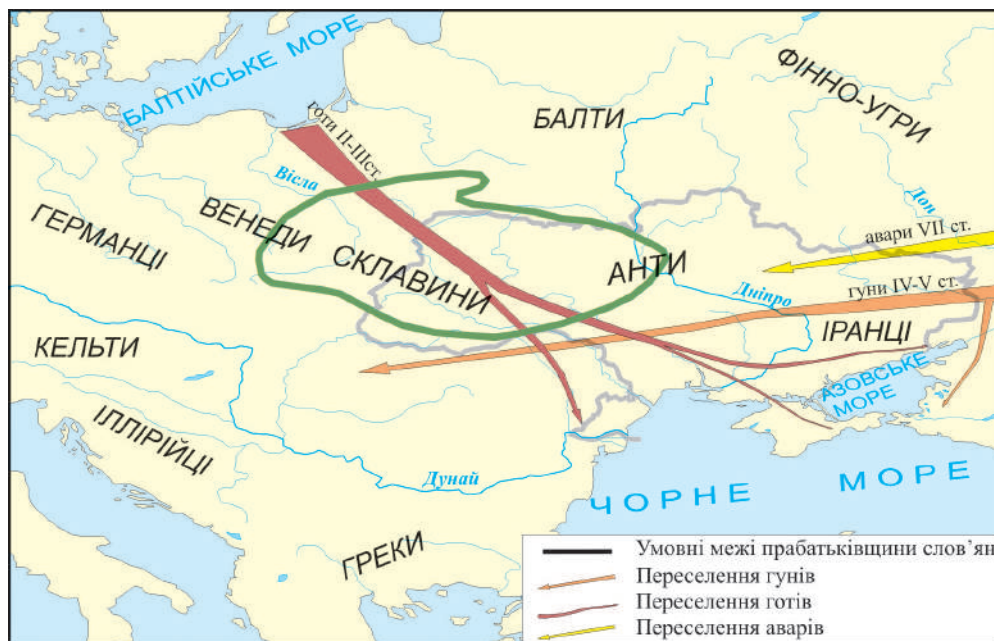 БАЛТІЙСЬКЕ МОРЕ
ФІННО-УГРИ
готи II-IIIст.
БАЛТИ
Вісла
Дон
ВЕНЕДИ
ГЕРМАНЦІ
авари VII ст.
СКЛАВИНИ
АНТИ
гуни IV-V ст.
Дніпро
ІРАНЦІ
КЕЛЬТИ
АЗОВСЬКЕ
МОРЕ
ІЛЛІРІЙЦІ
Дунай
ЧОРНЕ МОРЕ
ГРЕКИ
Умовні межі прабатьківщини слов’ян
Переселення гунів
Переселення готів
Переселення аварів